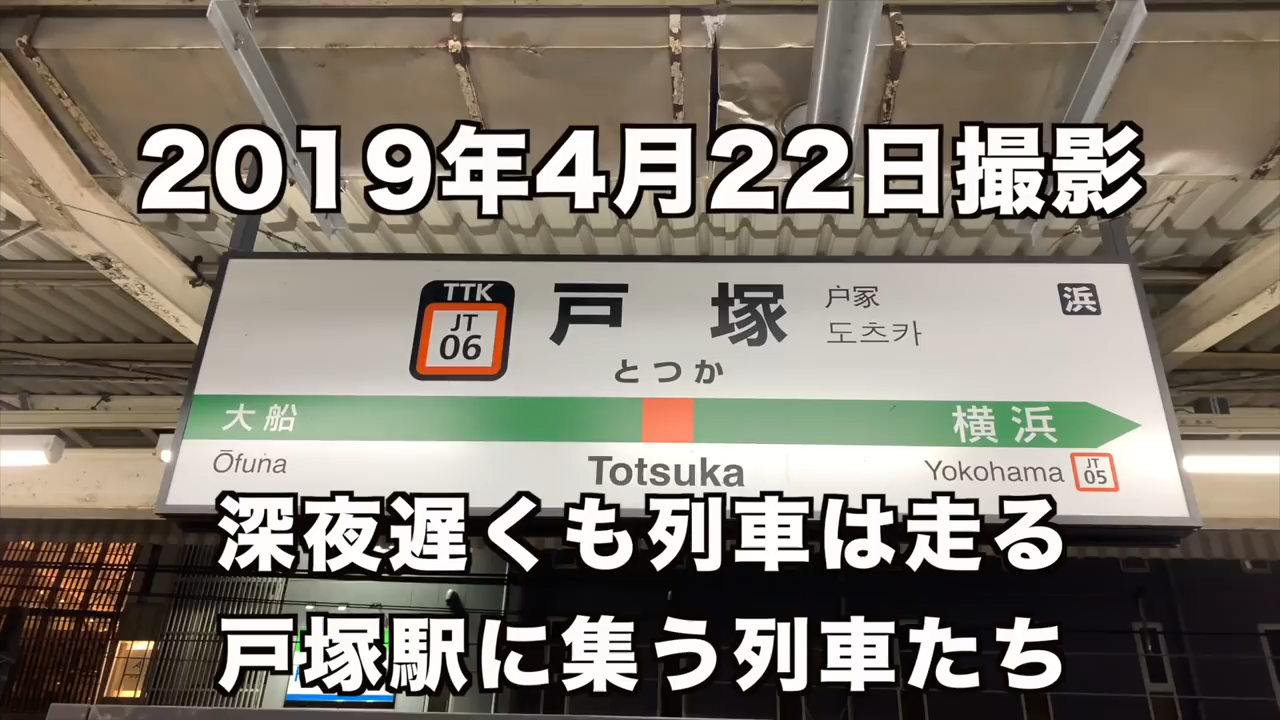 2019年4月22日撮影
TTK
JT
06
戸塚
户冢
도츠카
浜
とつか
大船
横浜
Ōfuna
Totsuka
Yokohama
JT
05
深夜遅くも列車は走る
戸塚駅に集う列車たち